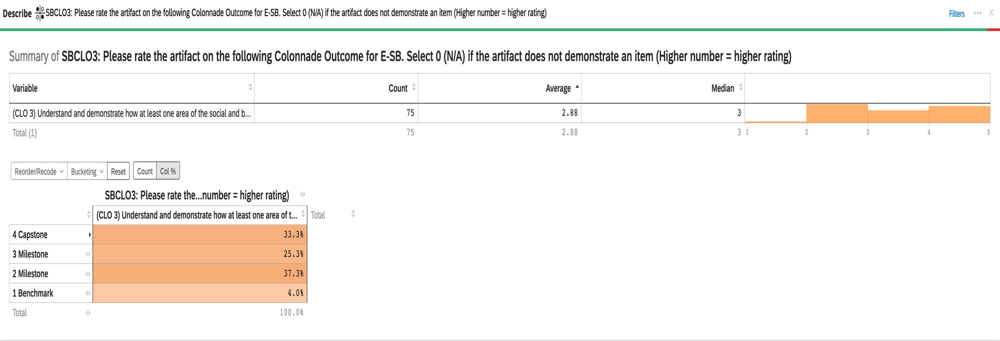 Describe SBCLO3: Please rate the artifact on the following Colonnade Outcome for E-SB. Select 0 (N/A) if the artifact does not demonstrate an item (Higher number = higher rating) Filters
Summary of SBCLO3: Please rate the artifact on the following Colonnade Outcome for E-SB. Select 0 (N/A) if the artifact does not demonstrate an item (Higher number = higher rating)
Variable Count Average Median
(CLO 3) Understand and demonstrate how at least one area of the social and b... 75 2.88 3
Total (1) 75 2.88 3 1 2 3 4 5
Reorder/Recode Bucketing Reset Count Col %
SBCLO3: Please rate the...number = higher rating)
(CLO 3) Understand and demonstrate how at least one area of t... Total
4 Capstone 33.3%
3 Milestone 25.3%
2 Milestone 37.3%
1 Benchmark 4.0%
Total 100.0%